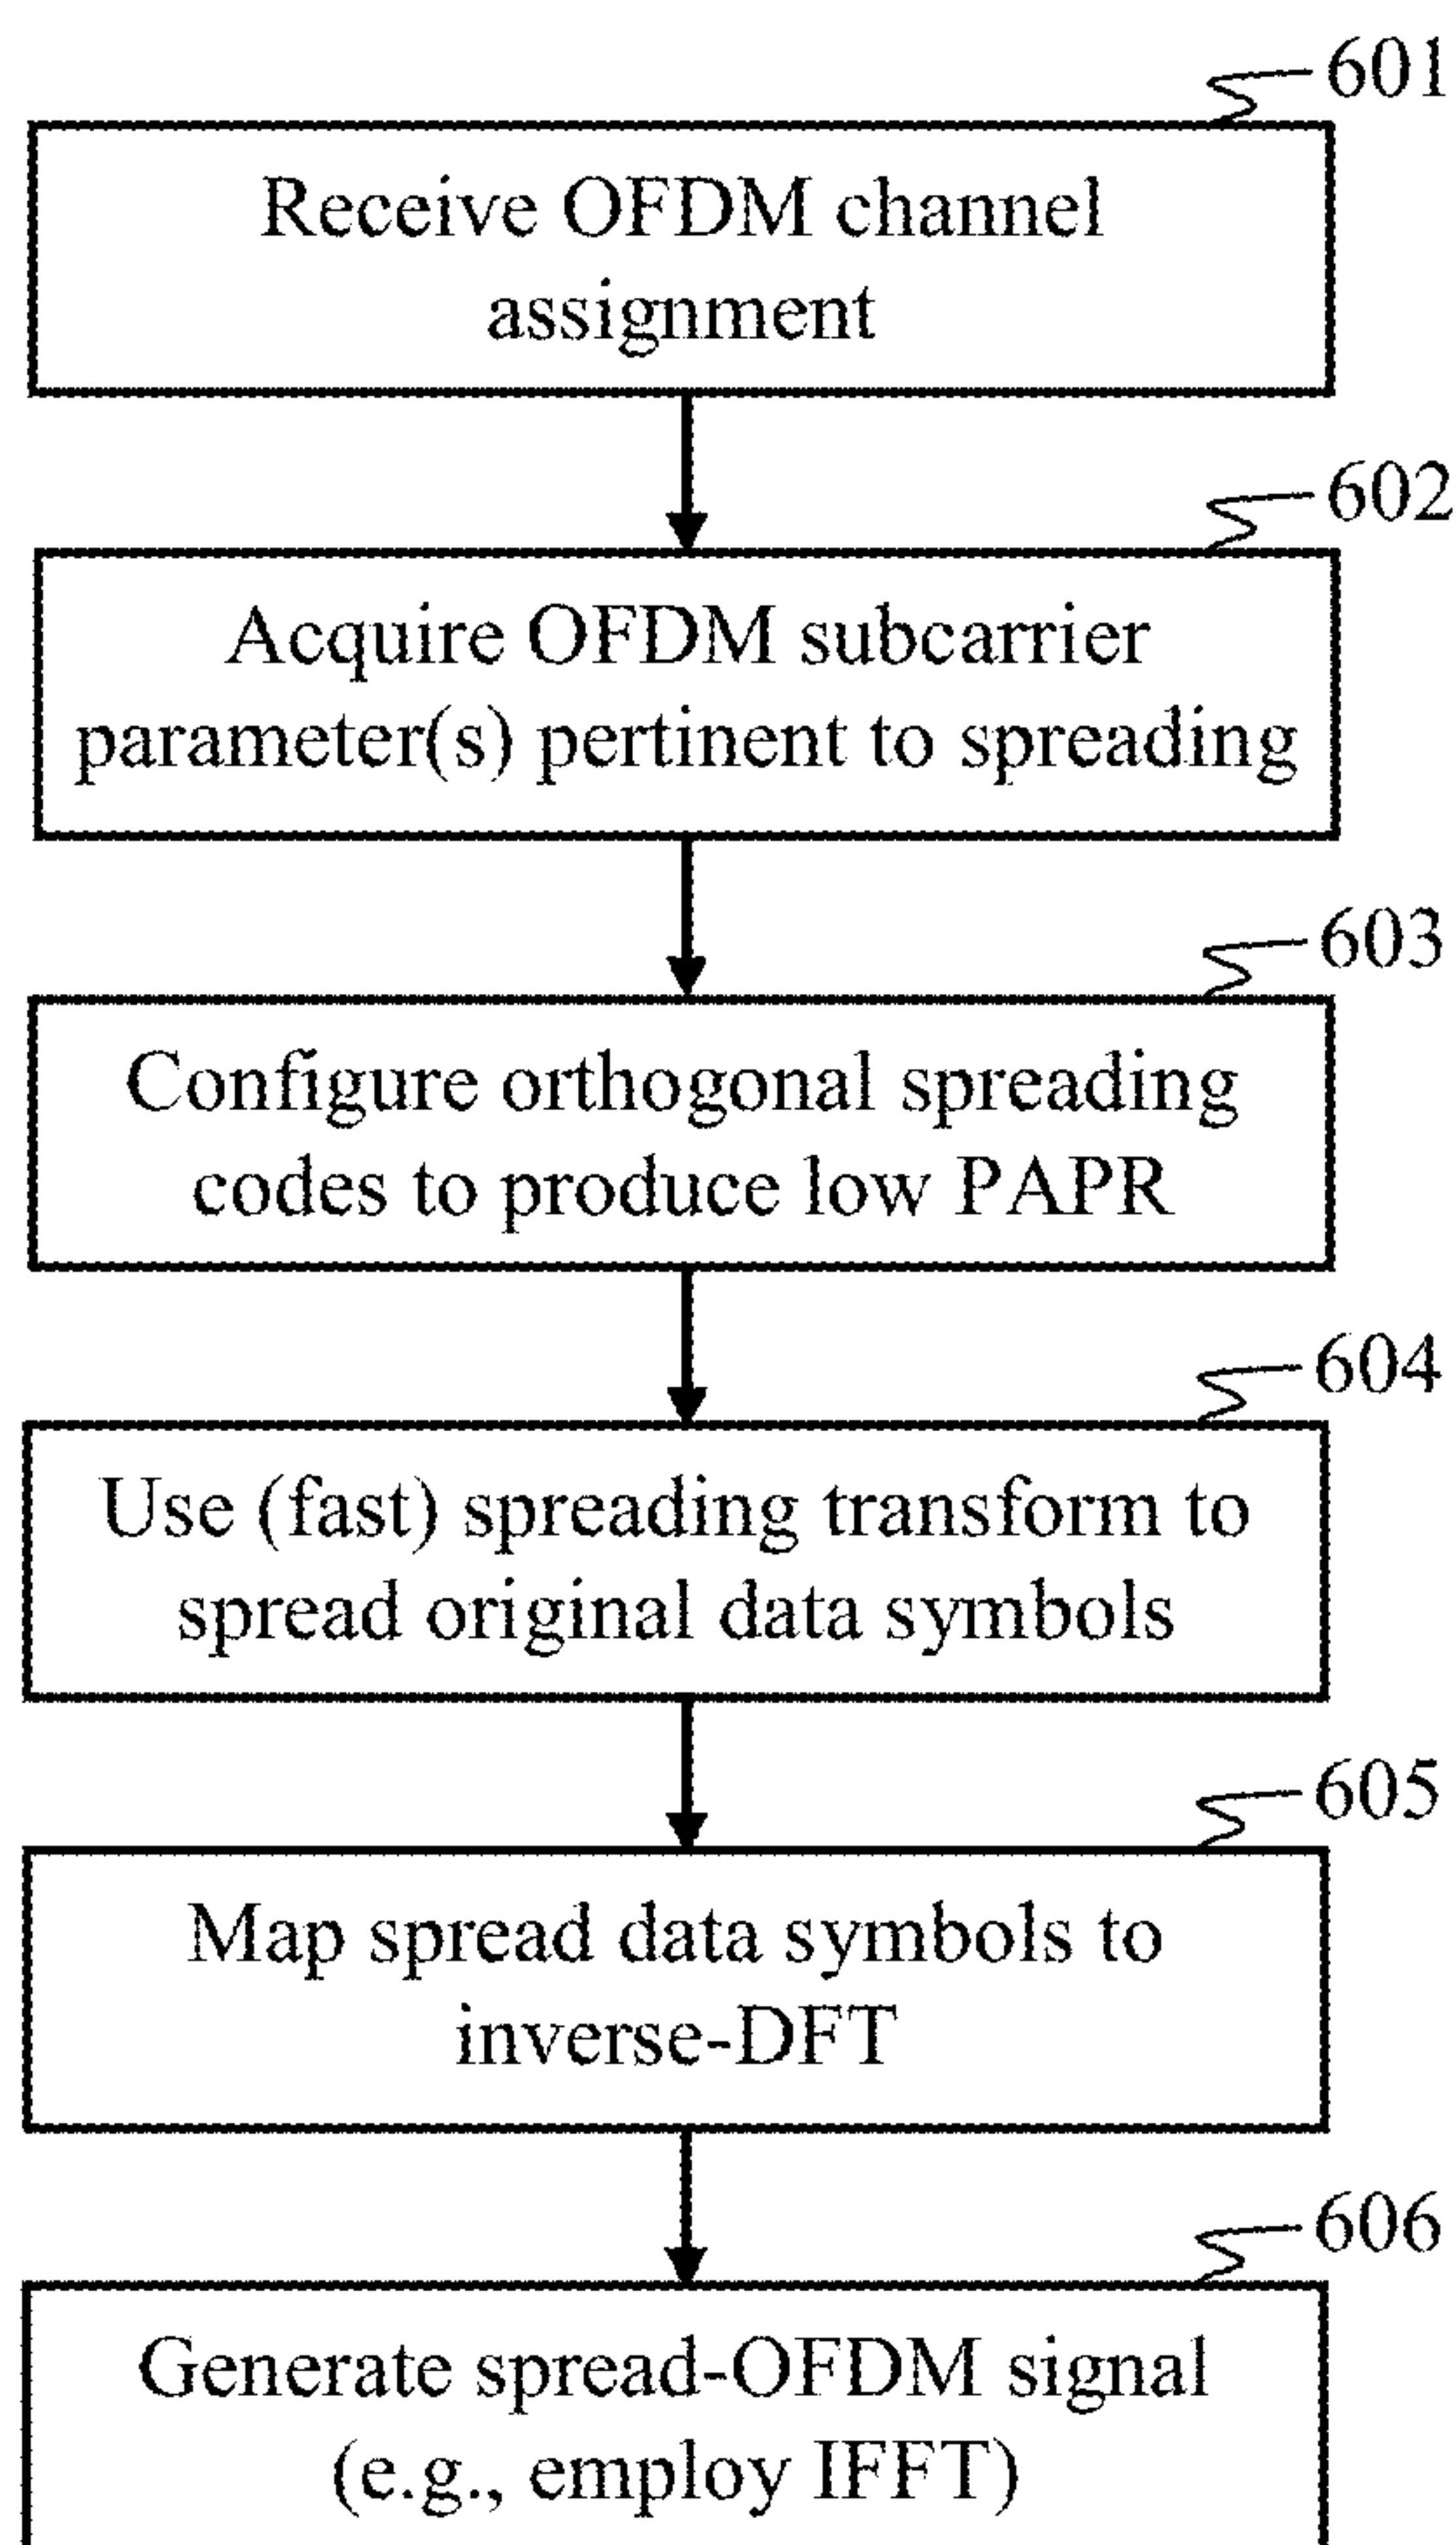 601
Receive OFDM channel
assignment
602
Acquire OFDM subcarrier
parameter(s) pertinent to spreading
603
Configure orthogonal spreading
codes to produce low PAPR
604
Use (fast) spreading transform to
spread original data symbols
605
Map spread data symbols to
inverse-DFT
606
Generate spread-OFDM signal
(e.g., employ IFFT)